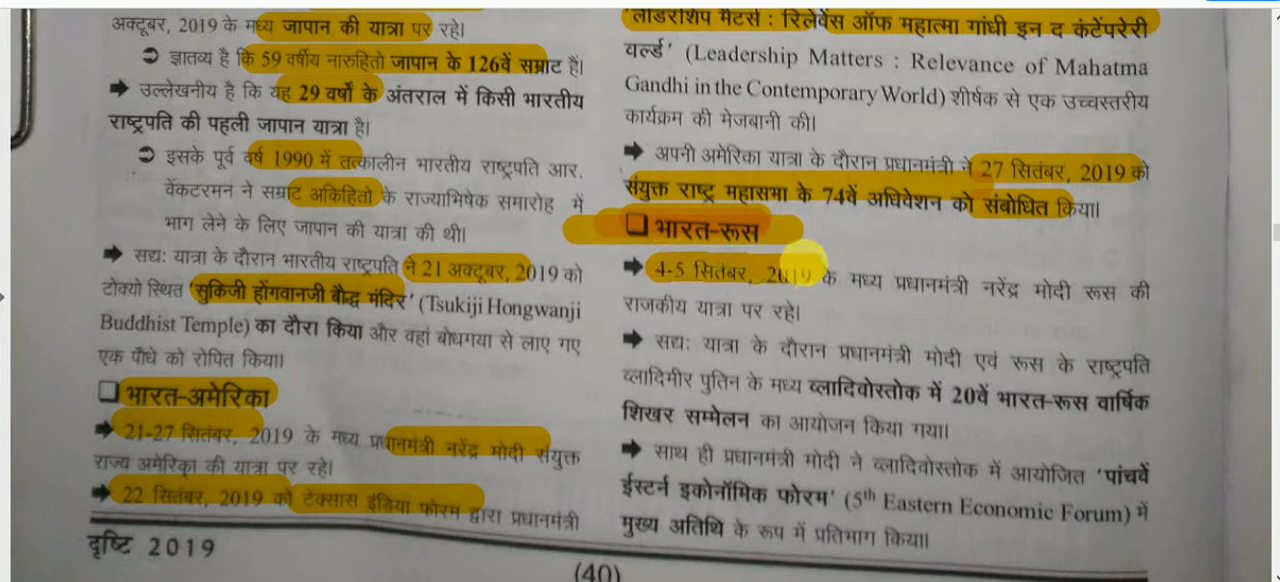 अक्टूबर, 2019 के मध्य जापान की यात्रा पर रहे।
➲ ज्ञातव्य है कि 59 वर्षीय नारुहितो जापान के 126वें सम्राट हैं।
➡ उल्लेखनीय है कि यह 29 वर्षों के अंतराल में किसी भारतीय
राष्ट्रपति की पहली जापान यात्रा है।
➲ इसके पूर्व वर्ष 1990 में तत्कालीन भारतीय राष्ट्रपति आर.
वेंकटरमन ने सम्राट अकिहितो के राज्याभिषेक समारोह में
भाग लेने के लिए जापान की यात्रा की थी।
➡ सद्य: यात्रा के दौरान भारतीय राष्ट्रपति ने 21 अक्टूबर, 2019 को
टोक्यो स्थित 'सुकिजी होंगवानजी बौद्ध मंदिर' (Tsukiji Hongwanji
Buddhist Temple) का दौरा किया और वहां बोधगया से लाए गए
एक पौधे को रोपित किया।
❑ भारत-अमेरिका
➡ 21-27 सितंबर, 2019 के मध्य प्रधानमंत्री नरेंद्र मोदी संयुक्त
राज्य अमेरिका की यात्रा पर रहे।
➡ 22 सितंबर, 2019 को टेक्सास इंडिया फोरम द्वारा प्रधानमंत्री
दृष्टि 2019
'लीडरशिप मैटर्स : रिलेवेंस ऑफ महात्मा गांधी इन द कंटेंपरेरी
वर्ल्ड' (Leadership Matters : Relevance of Mahatma
Gandhi in the Contemporary World) शीर्षक से एक उच्चस्तरीय
कार्यक्रम की मेजबानी की।
➡ अपनी अमेरिका यात्रा के दौरान प्रधानमंत्री ने 27 सितंबर, 2019 को
संयुक्त राष्ट्र महासभा के 74वें अधिवेशन को संबोधित किया।
❑ भारत-रूस
➡ 4-5 सितंबर, 2019 के मध्य प्रधानमंत्री नरेंद्र मोदी रूस की
राजकीय यात्रा पर रहे।
➡ सद्य: यात्रा के दौरान प्रधानमंत्री मोदी एवं रूस के राष्ट्रपति
व्लादिमीर पुतिन के मध्य व्लादिवोस्तोक में 20वें भारत-रूस वार्षिक
शिखर सम्मेलन का आयोजन किया गया।
➡ साथ ही प्रधानमंत्री मोदी ने व्लादिवोस्तोक में आयोजित 'पांचवें
ईस्टर्न इकोनॉमिक फोरम' (5th Eastern Economic Forum) में
मुख्य अतिथि के रूप में प्रतिभाग किया।
(40)